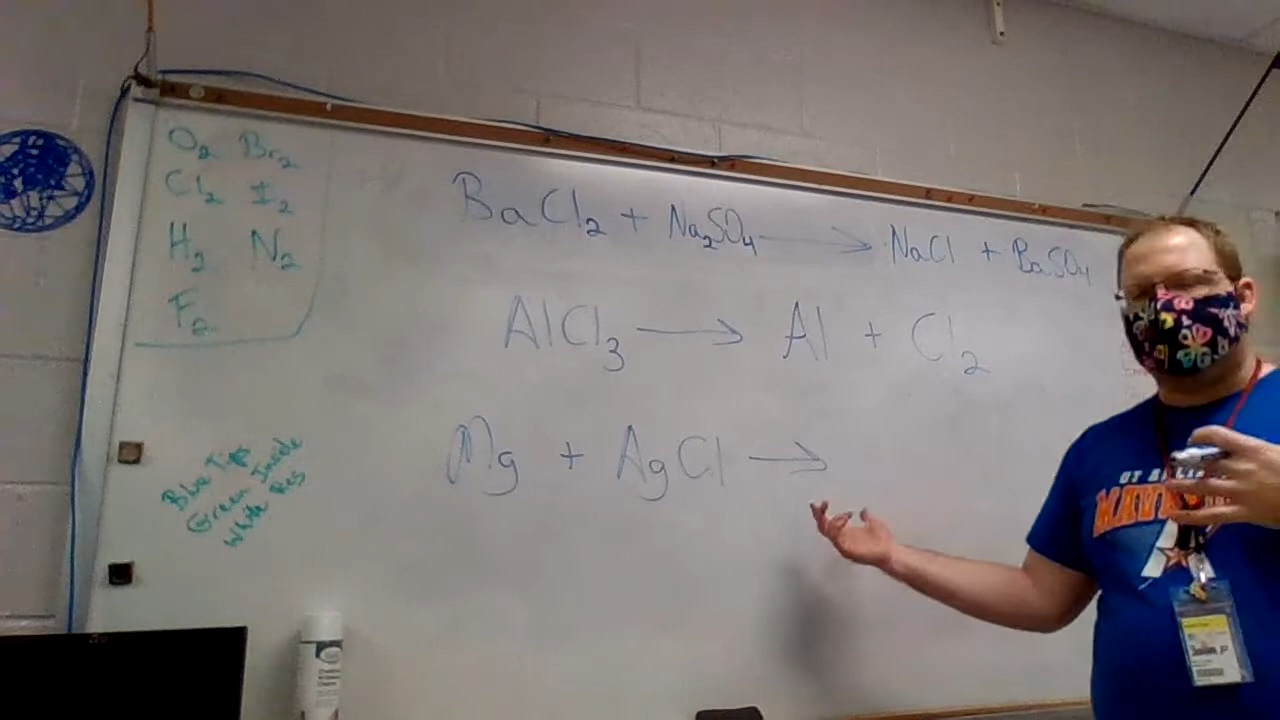 O₂ Br₂
Cl₂ I₂
H₂ N₂
F₂
BaCl₂ + Na₂SO₄ → NaCl + BaSO₄
AlCl₃ → Al + Cl₂
Mg + AgCl →
Blue Tips
Green Inside
White Res